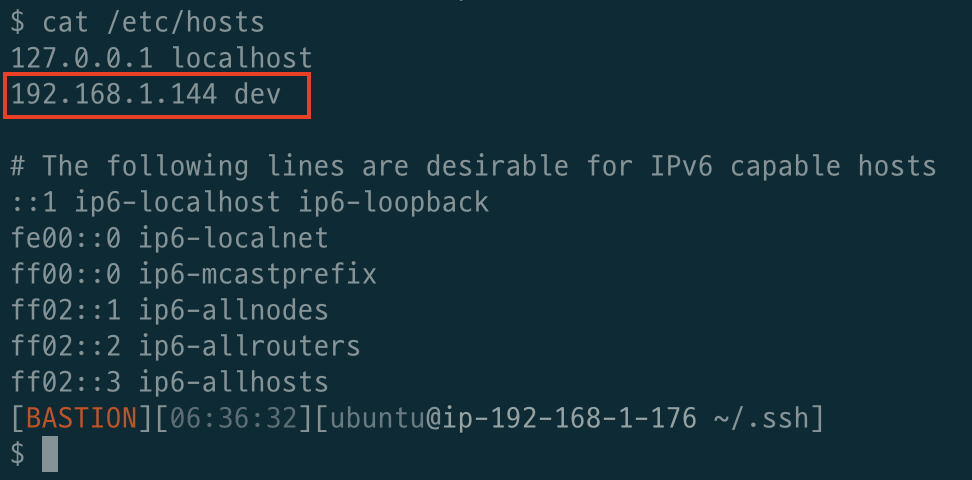 $ cat /etc/hosts
127.0.0.1 localhost
192.168.1.144 dev
# The following lines are desirable for IPv6 capable hosts
::1 ip6-localhost ip6-loopback
fe00::0 ip6-localnet
ff00::0 ip6-mcastprefix
ff02::1 ip6-allnodes
ff02::2 ip6-allrouters
ff02::3 ip6-allhosts
[BASTION][06:36:32][ubuntu@ip-192-168-1-176 ~/.ssh]
$